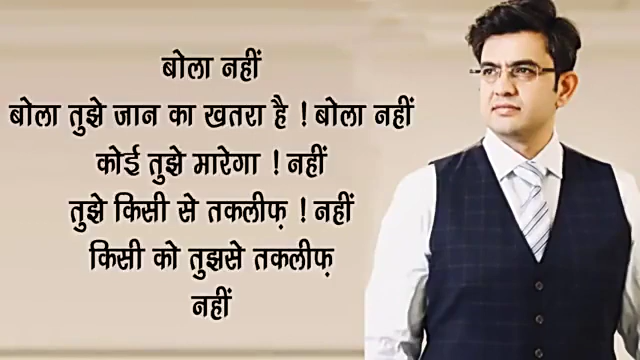 बोला नहीं
बोला तुझे जान का खतरा है ! बोला नहीं
कोई तुझे मारेगा ! नहीं
तुझे किसी से तकलीफ़ ! नहीं
किसी को तुझसे तकलीफ़
नहीं